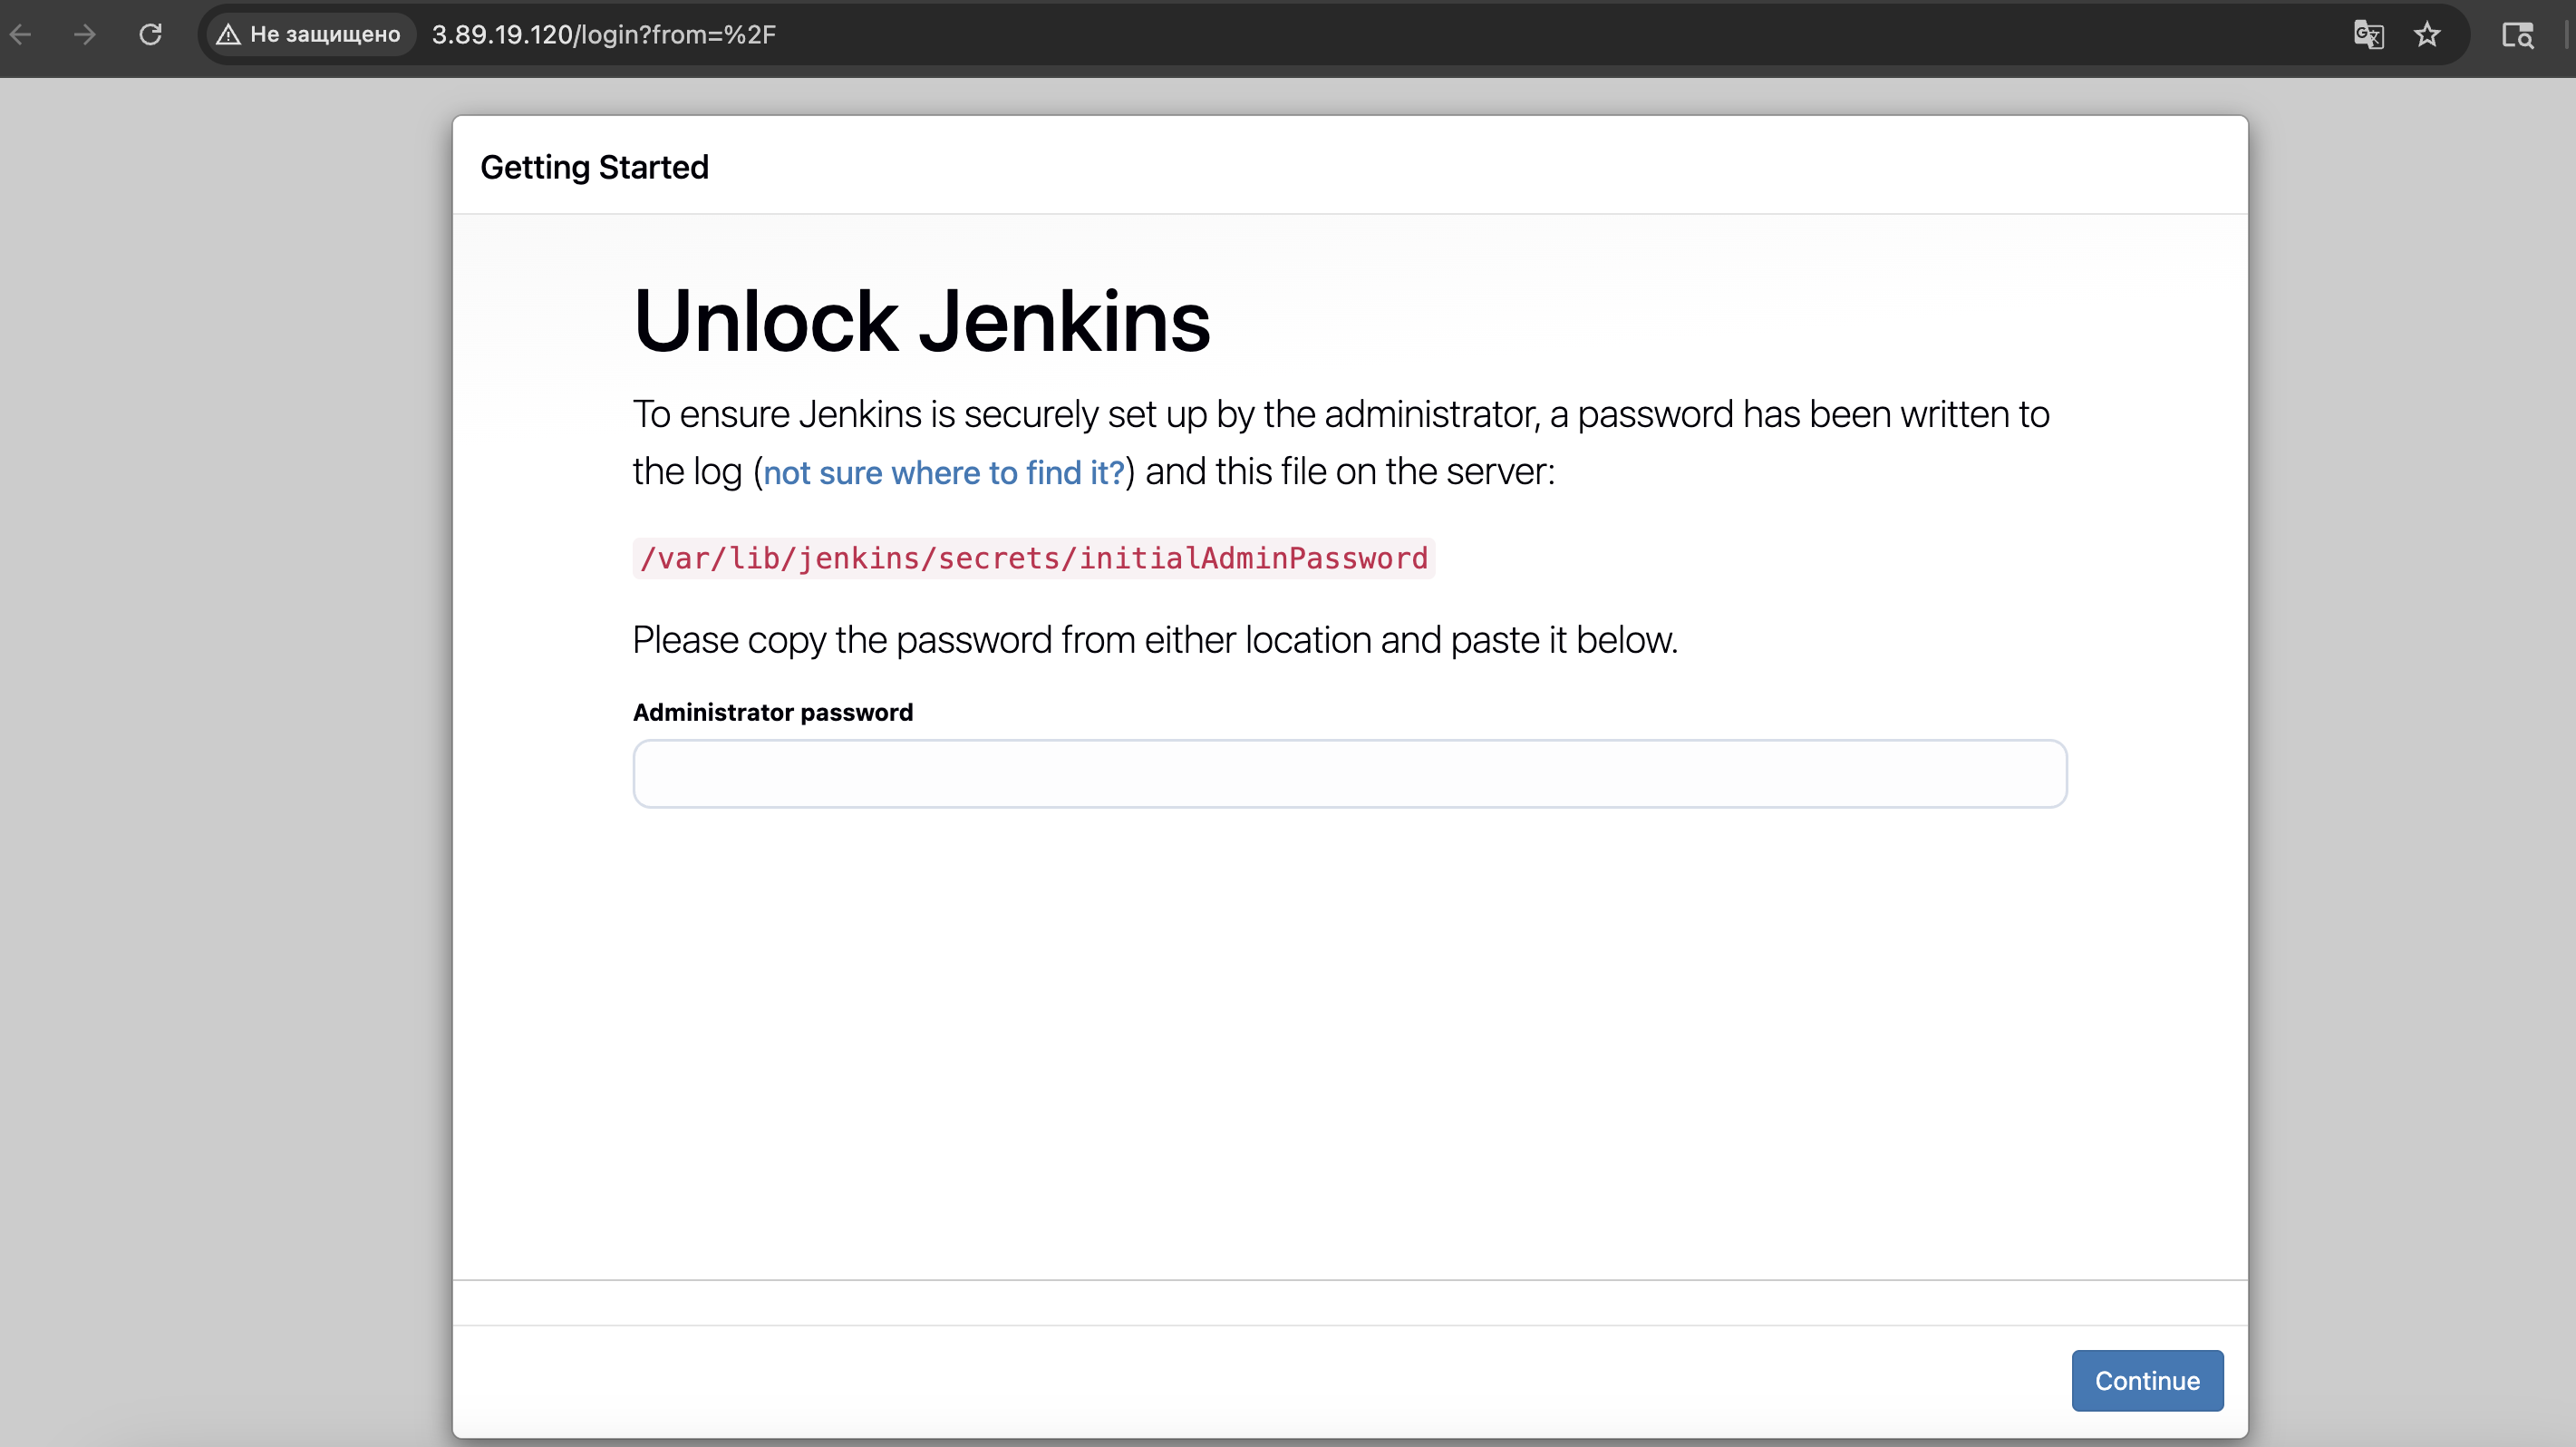 Не защищено 3.89.19.120/login?from=%2F
Getting Started
Unlock Jenkins
To ensure Jenkins is securely set up by the administrator, a password has been written to
the log (not sure where to find it?) and this file on the server:
/var/lib/jenkins/secrets/initialAdminPassword
Please copy the password from either location and paste it below.
Administrator password
Continue